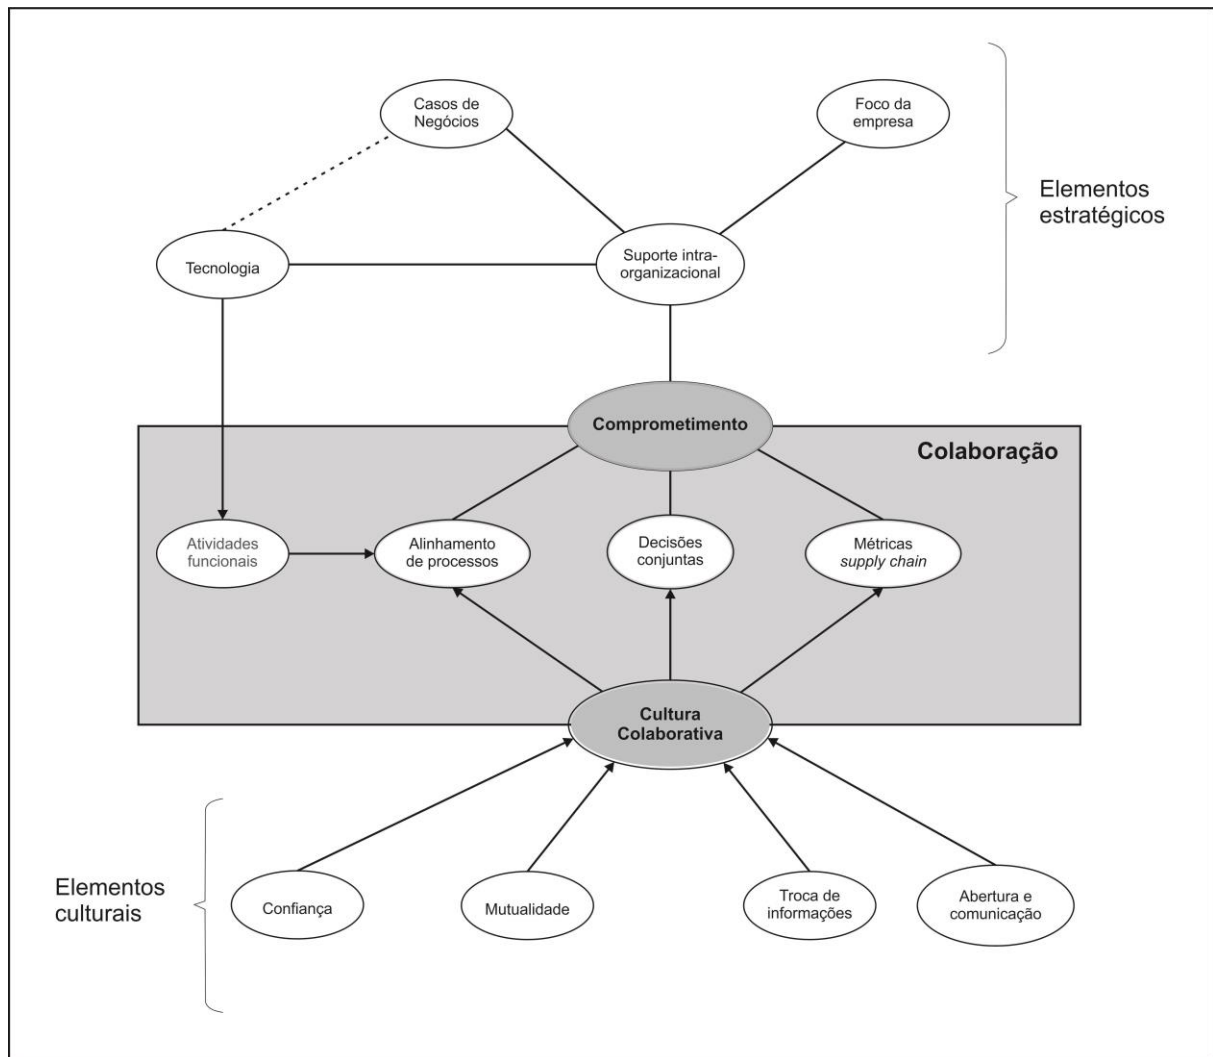 Casos de
Negócios
Foco da
empresa
Elementos
estratégicos
Tecnologia
Suporte intra-
organizacional
Comprometimento
Colaboração
Atividades
funcionais
Alinhamento
de processos
Decisões
conjuntas
Métricas
supply chain
Cultura
Colaborativa
Elementos
culturais
Confiança
Mutualidade
Troca de
informações
Abertura e
comunicação